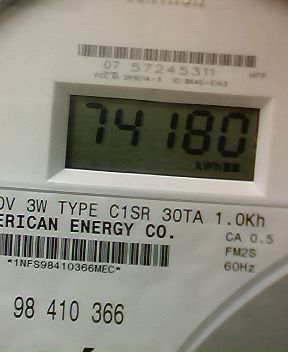 07 57245311
74180
kWh
0V 3W TYPE C1SR 30TA 1.0Kh
ERICAN ENERGY CO.
CA 0.5
FM2S
*1NFS98410366MEC*
60Hz
98 410 366